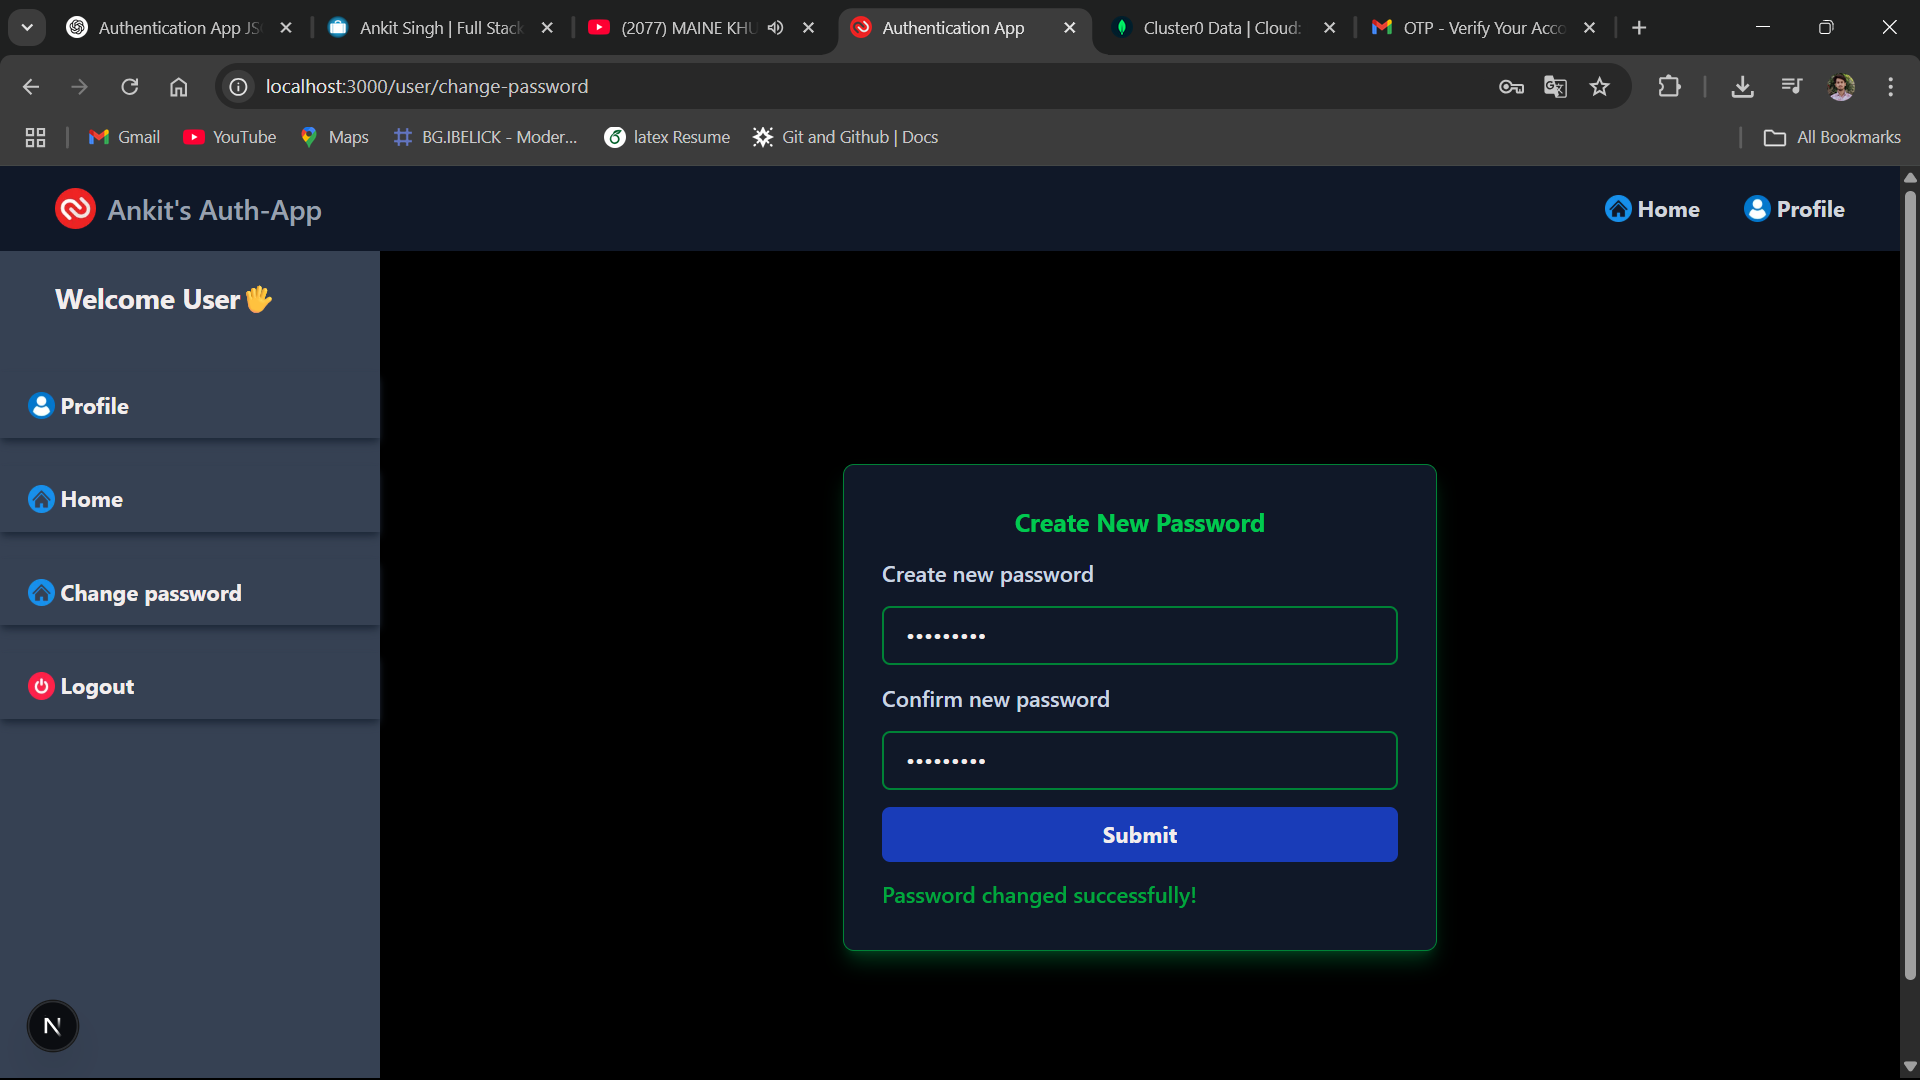 Authentication App JS
Ankit Singh | Full Stack
(2077) MAINE KHU
Authentication App
Cluster0 Data | Cloud:
OTP - Verify Your Acco
localhost:3000/user/change-password
Gmail
YouTube
Maps
BG.IBELICK - Moder...
latex Resume
Git and Github | Docs
All Bookmarks
Ankit's Auth-App
Home
Profile
Welcome User🖐
Profile
Home
Change password
Logout
Create New Password
Create new password
•••••••••
Confirm new password
•••••••••
Submit
Password changed successfully!
N